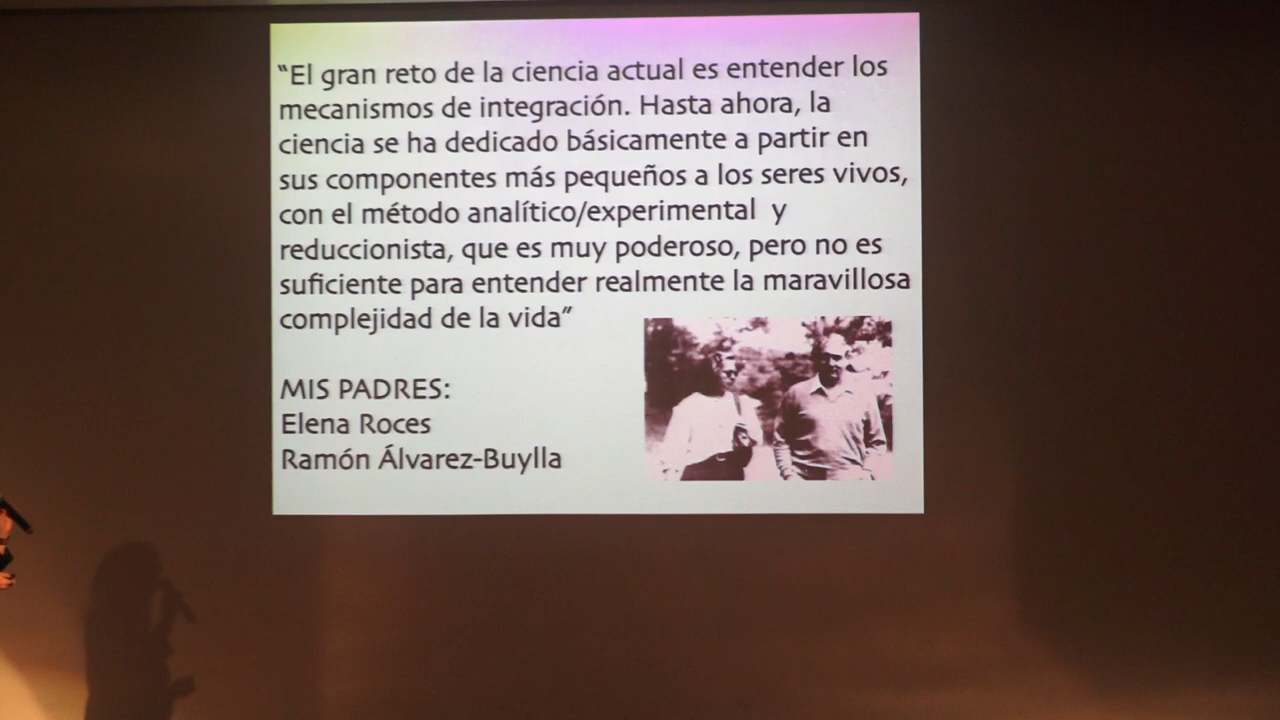 “El gran reto de la ciencia actual es entender los
mecanismos de integración. Hasta ahora, la
ciencia se ha dedicado básicamente a partir en
sus componentes más pequeños a los seres vivos,
con el método analítico/experimental y
reduccionista, que es muy poderoso, pero no es
suficiente para entender realmente la maravillosa
complejidad de la vida”
MIS PADRES:
Elena Roces
Ramón Álvarez-Buylla